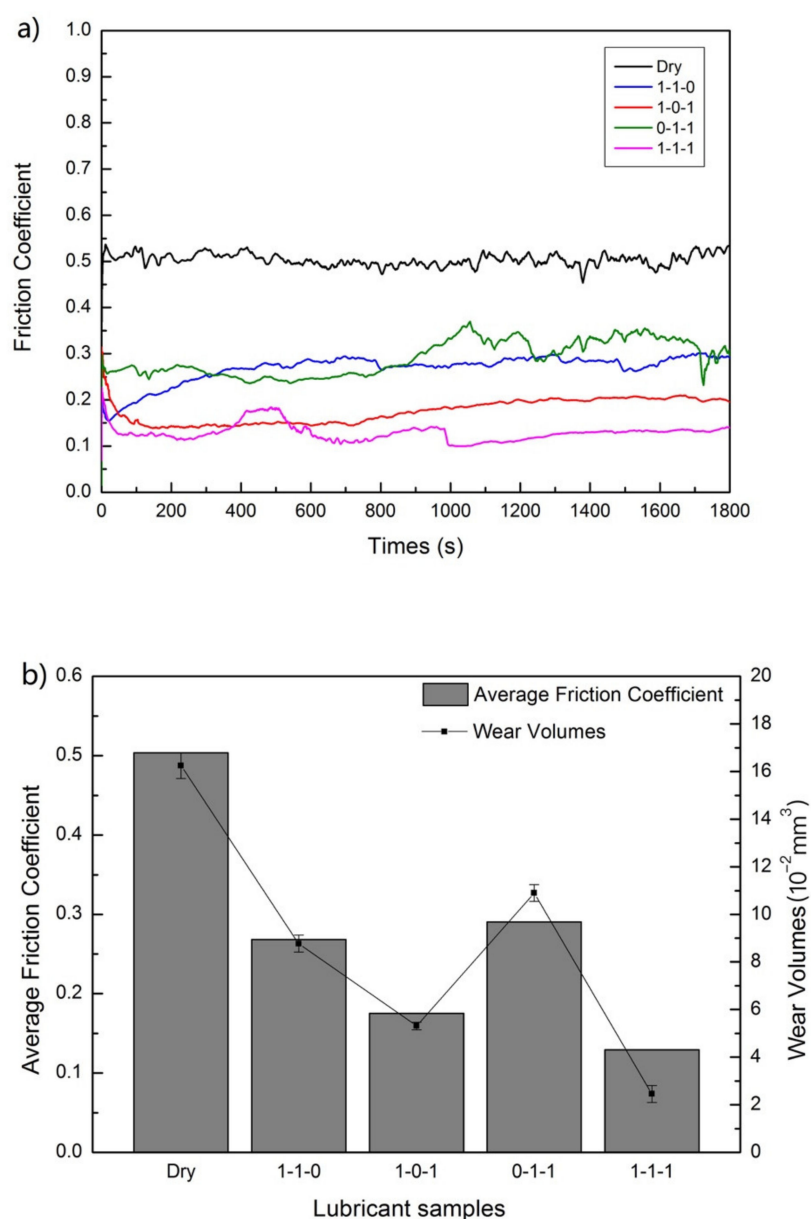 a)
1.0
0.9
0.8
0.7
0.6
0.5
0.4
0.3
0.2
0.1
0.0
Friction Coefficient
Dry
1-1-0
1-0-1
0-1-1
1-1-1
0 200 400 600 800 1000 1200 1400 1600 1800
Times (s)
b)
0.6
0.5
0.4
0.3
0.2
0.1
0.0
Average Friction Coefficient
Average Friction Coefficient
Wear Volumes
20
18
16
14
12
10
8
6
4
2
0
Wear Volumes (10⁻²mm³)
Dry 1-1-0 1-0-1 0-1-1 1-1-1
Lubricant samples